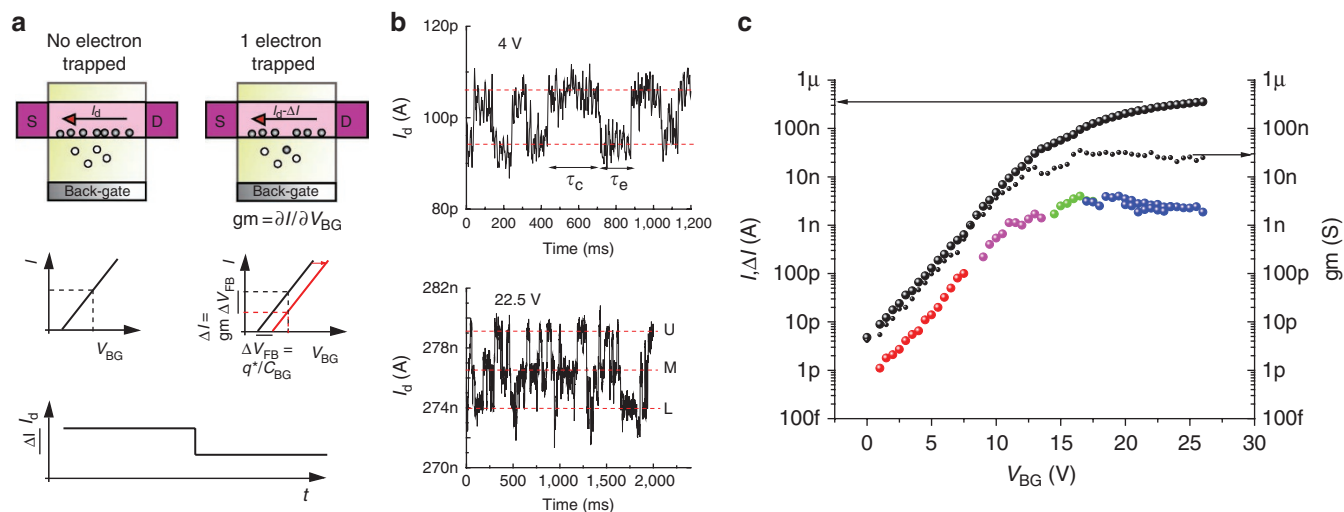 a
No electron trapped
1 electron trapped
S
I_d
D
S
I_d-ΔI
D
Back-gate
Back-gate
gm = ∂I/∂V_BG
I
V_BG
I
ΔI = gm ΔV_FB
ΔV_FB = q*/C_BG
V_BG
ΔI I_d
t
b
120p
4 V
I_d (A)
100p
τ_c
τ_e
80p
0 200 400 600 800 1,000 1,200
Time (ms)
282n
22.5 V
278n
U
M
I_d (A)
274n
L
270n
0 500 1,000 1,500 2,000
Time (ms)
c
1μ
1μ
100n
100n
10n
10n
1n
1n
I,ΔI (A)
gm (S)
100p
100p
10p
10p
1p
1p
100f
100f
0 5 10 15 20 25 30
V_BG (V)